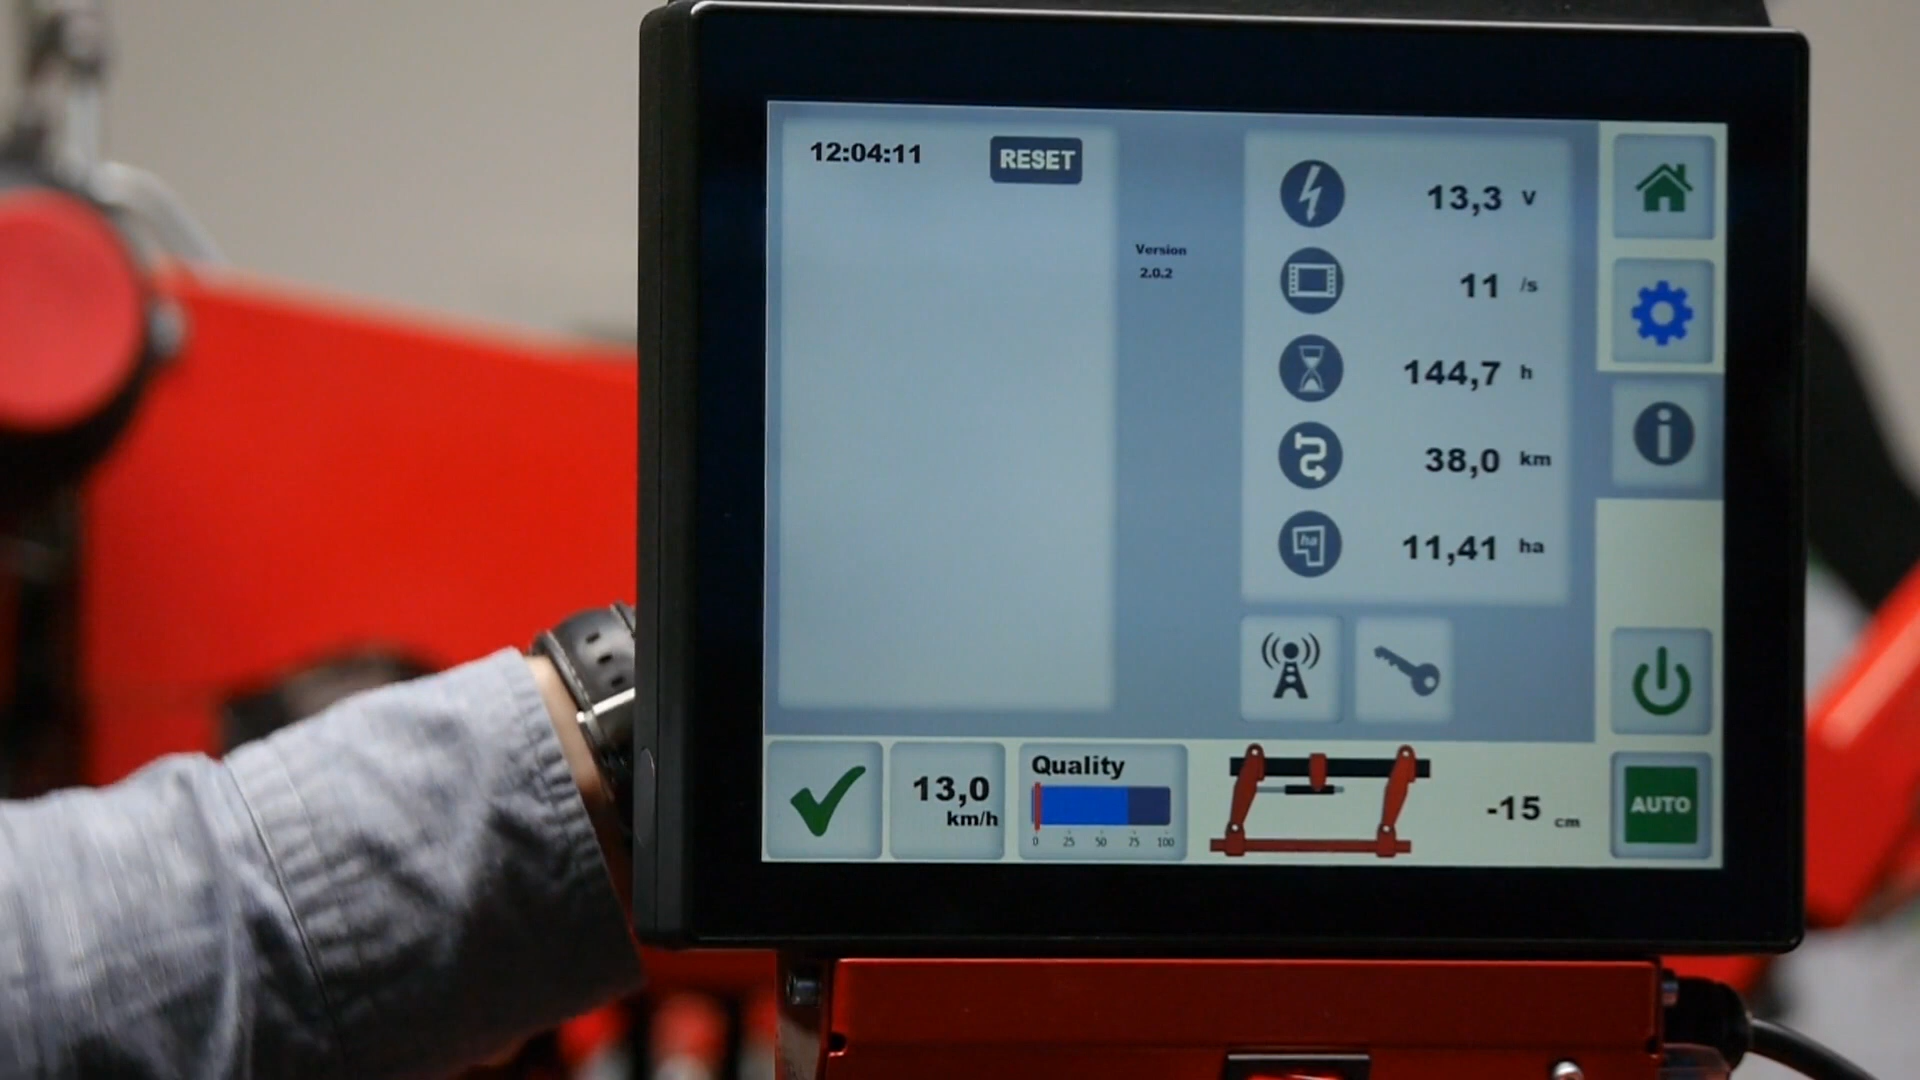 12:04:11 RESET
Version
2.0.2
13,3 V
11 /s
144,7 h
38,0 km
ha 11,41 ha
13,0
km/h
Quality
0 25 50 75 100
-15 cm
AUTO